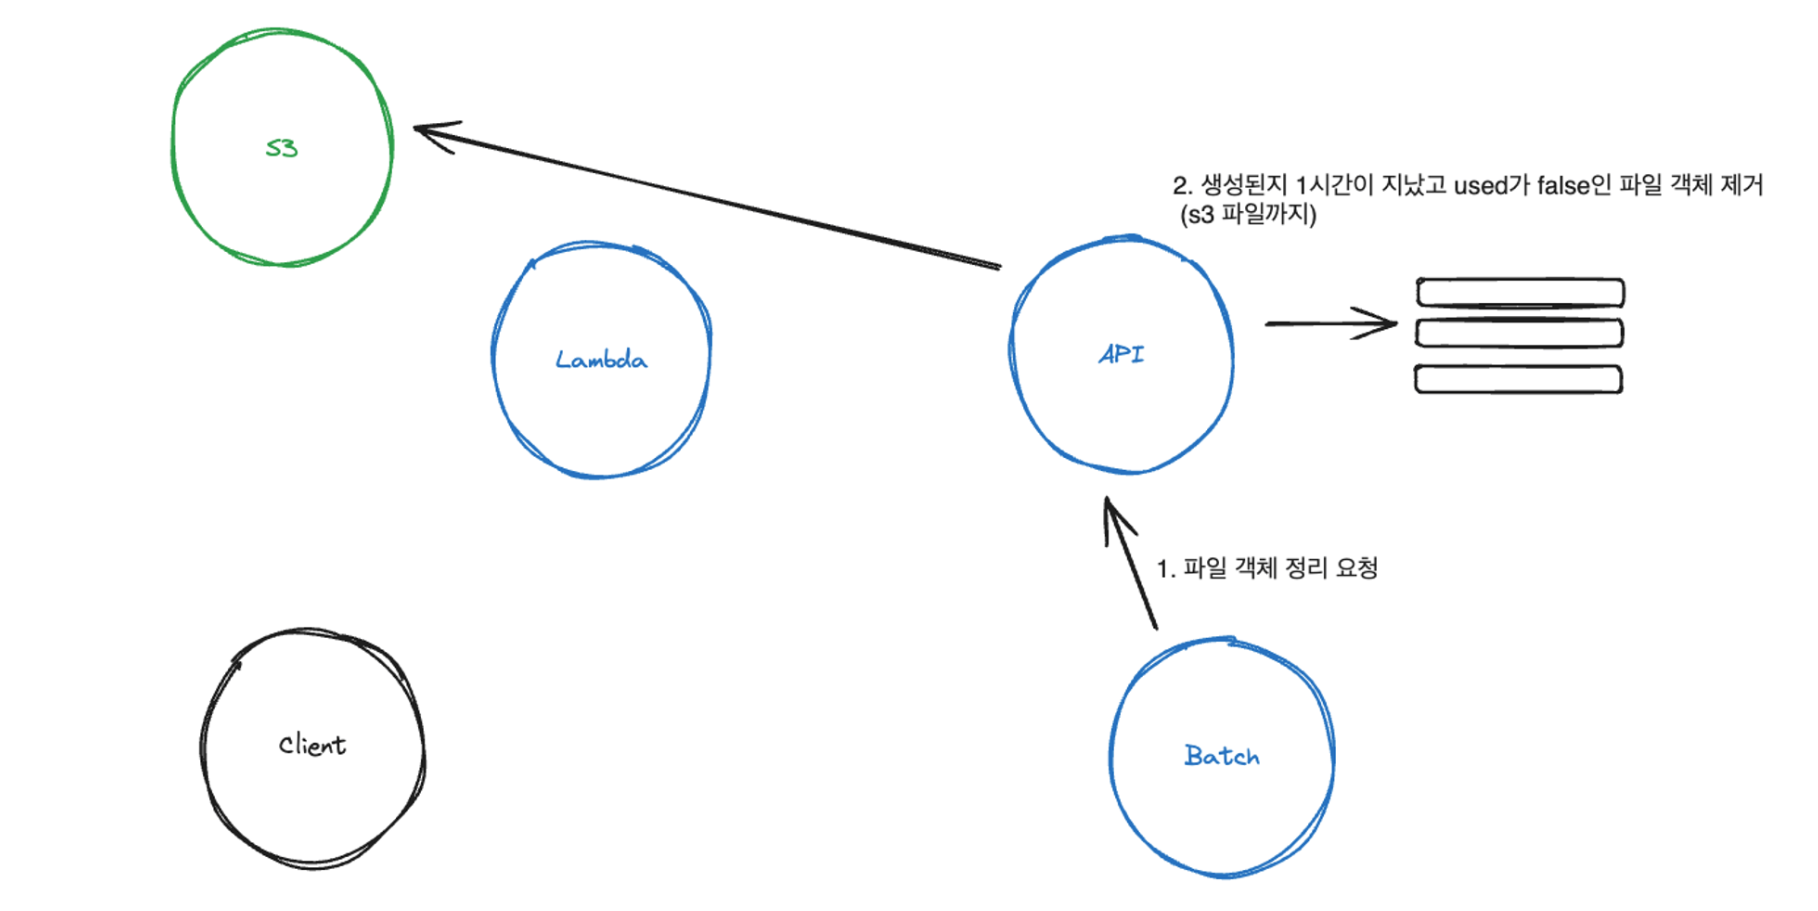 S3
2. 생성된지 1시간이 지났고 used가 false인 파일 객체 제거
(s3 파일까지)
Lambda
API
1. 파일 객체 정리 요청
Client
Batch